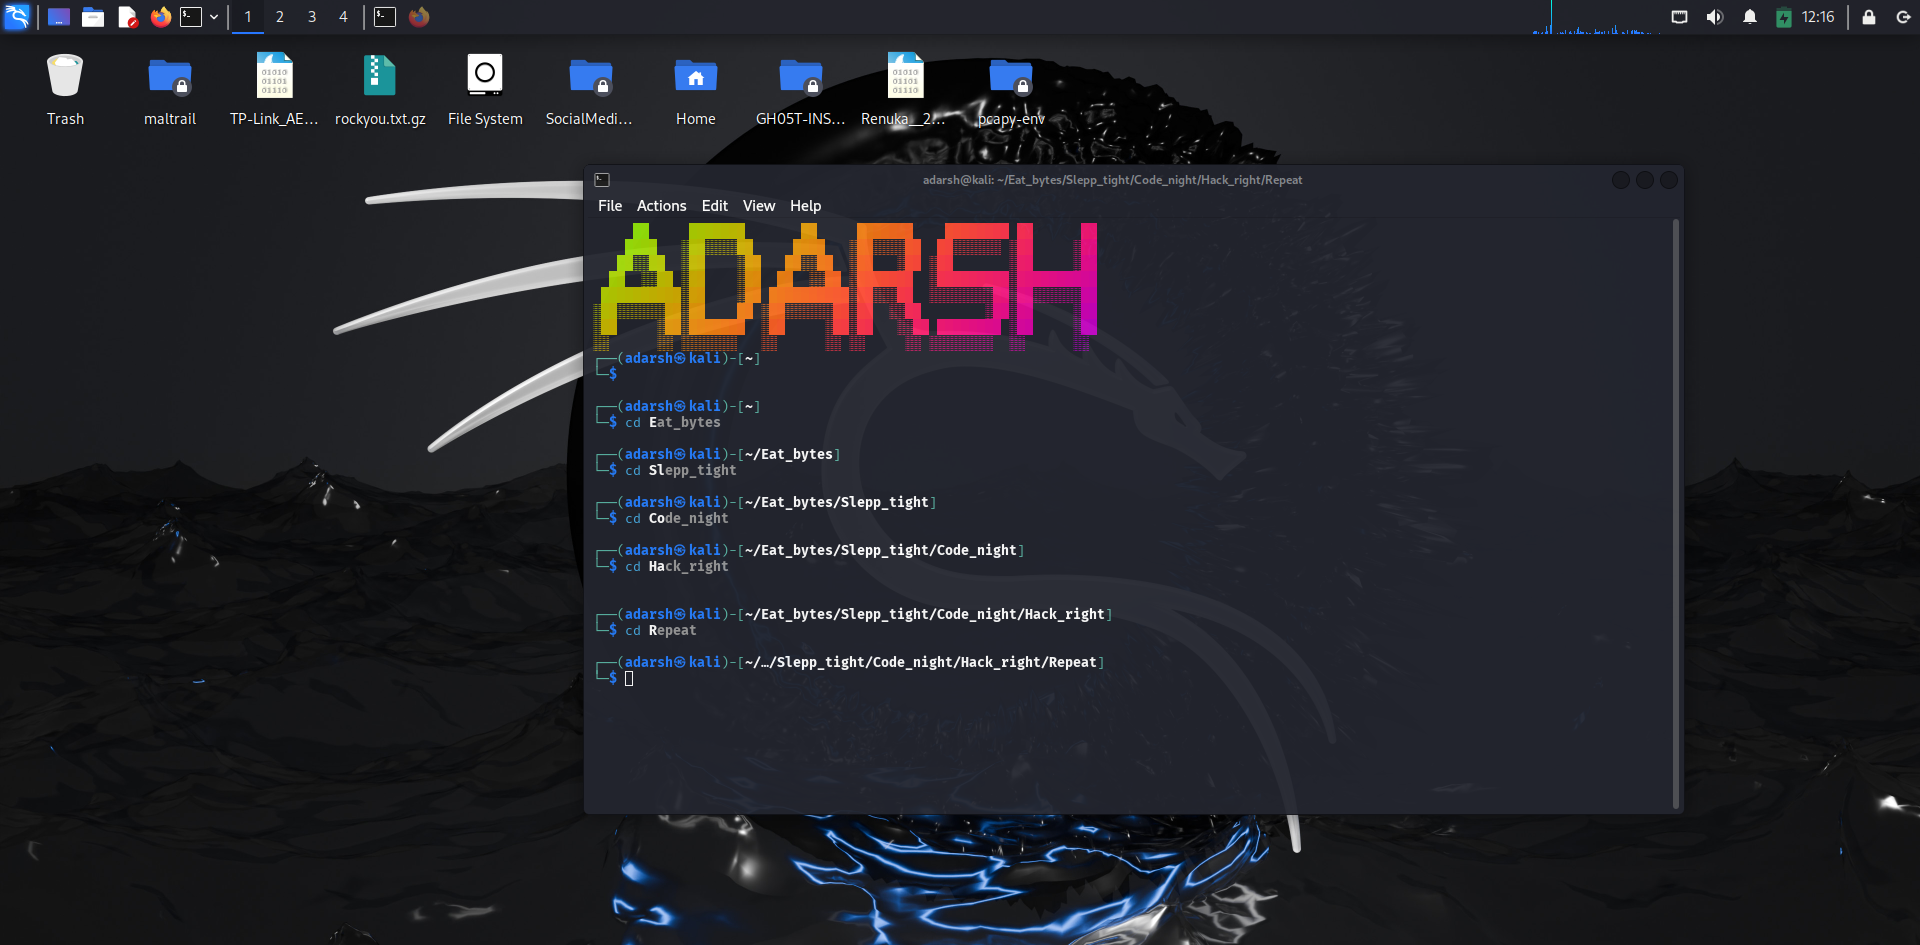 1 2 3 4 12:16
Trash maltrail TP-Link_AE... rockyou.txt.gz File System SocialMedi... Home GH05T-INS... Renuka__2... pcapy-env
adarsh@kali: ~/Eat_bytes/Slepp_tight/Code_night/Hack_right/Repeat
File Actions Edit View Help
ADARSH
┌──(adarsh㉿kali)-[~]
└─$
┌──(adarsh㉿kali)-[~]
└─$ cd Eat_bytes
┌──(adarsh㉿kali)-[~/Eat_bytes]
└─$ cd Slepp_tight
┌──(adarsh㉿kali)-[~/Eat_bytes/Slepp_tight]
└─$ cd Code_night
┌──(adarsh㉿kali)-[~/Eat_bytes/Slepp_tight/Code_night]
└─$ cd Hack_right
┌──(adarsh㉿kali)-[~/Eat_bytes/Slepp_tight/Code_night/Hack_right]
└─$ cd Repeat
┌──(adarsh㉿kali)-[~/…/Slepp_tight/Code_night/Hack_right/Repeat]
└─$